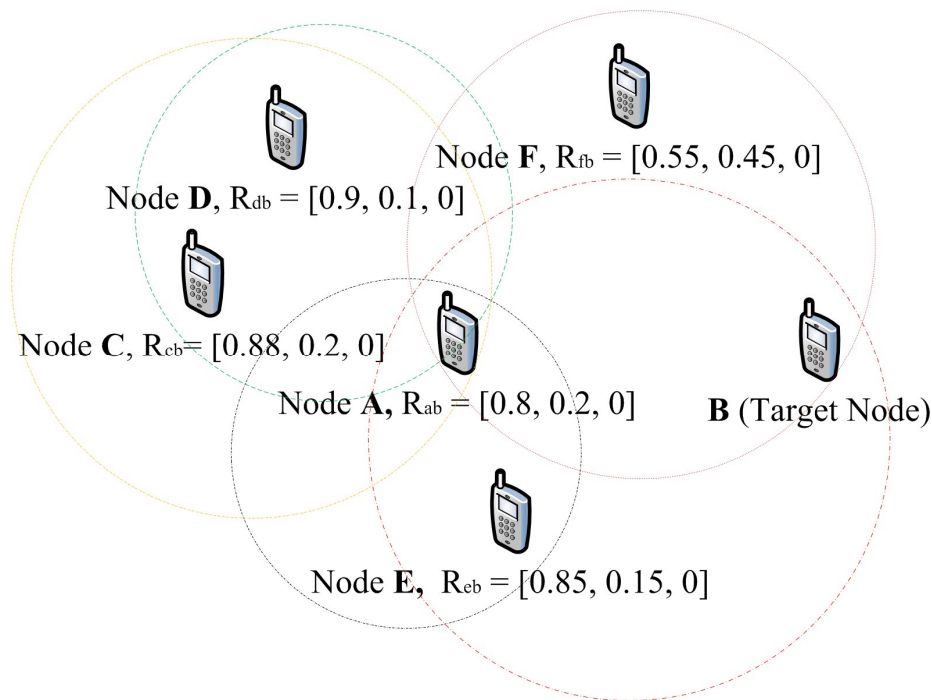 Node F, Rfb = [0.55, 0.45, 0]
Node D, Rdb = [0.9, 0.1, 0]
Node C, Rcb= [0.88, 0.2, 0]
Node A, Rab = [0.8, 0.2, 0]
B (Target Node)
Node E, Reb = [0.85, 0.15, 0]